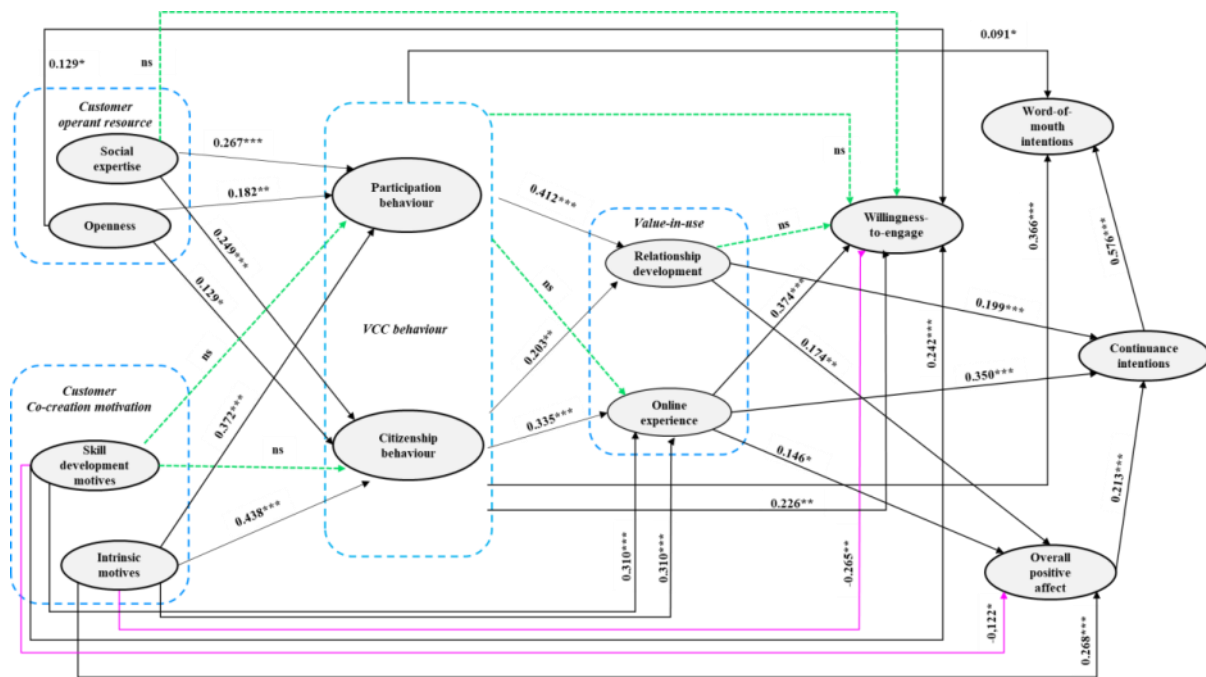 0.091*
0.129*
ns
Customer
operant resource
Word-of-
mouth
intentions
Social
expertise
0.267***
ns
Participation
behaviour
0.182**
0.412***
Openness
Value-in-use
ns
Willingness-
to-engage
0.366***
0.576***
0.249***
Relationship
development
0.129*
ns
VCC behaviour
0.374***
0.199***
ns
0.203**
0.174**
0.242***
Continuance
intentions
Customer
Co-creation motivation
0.372***
0.350***
Online
experience
0.335***
Citizenship
behaviour
Skill
development
motives
ns
0.146*
0.213***
0.438***
0.226**
Intrinsic
motives
0.310***
0.310***
-0.265**
Overall
positive
affect
-0,122*
0.268***